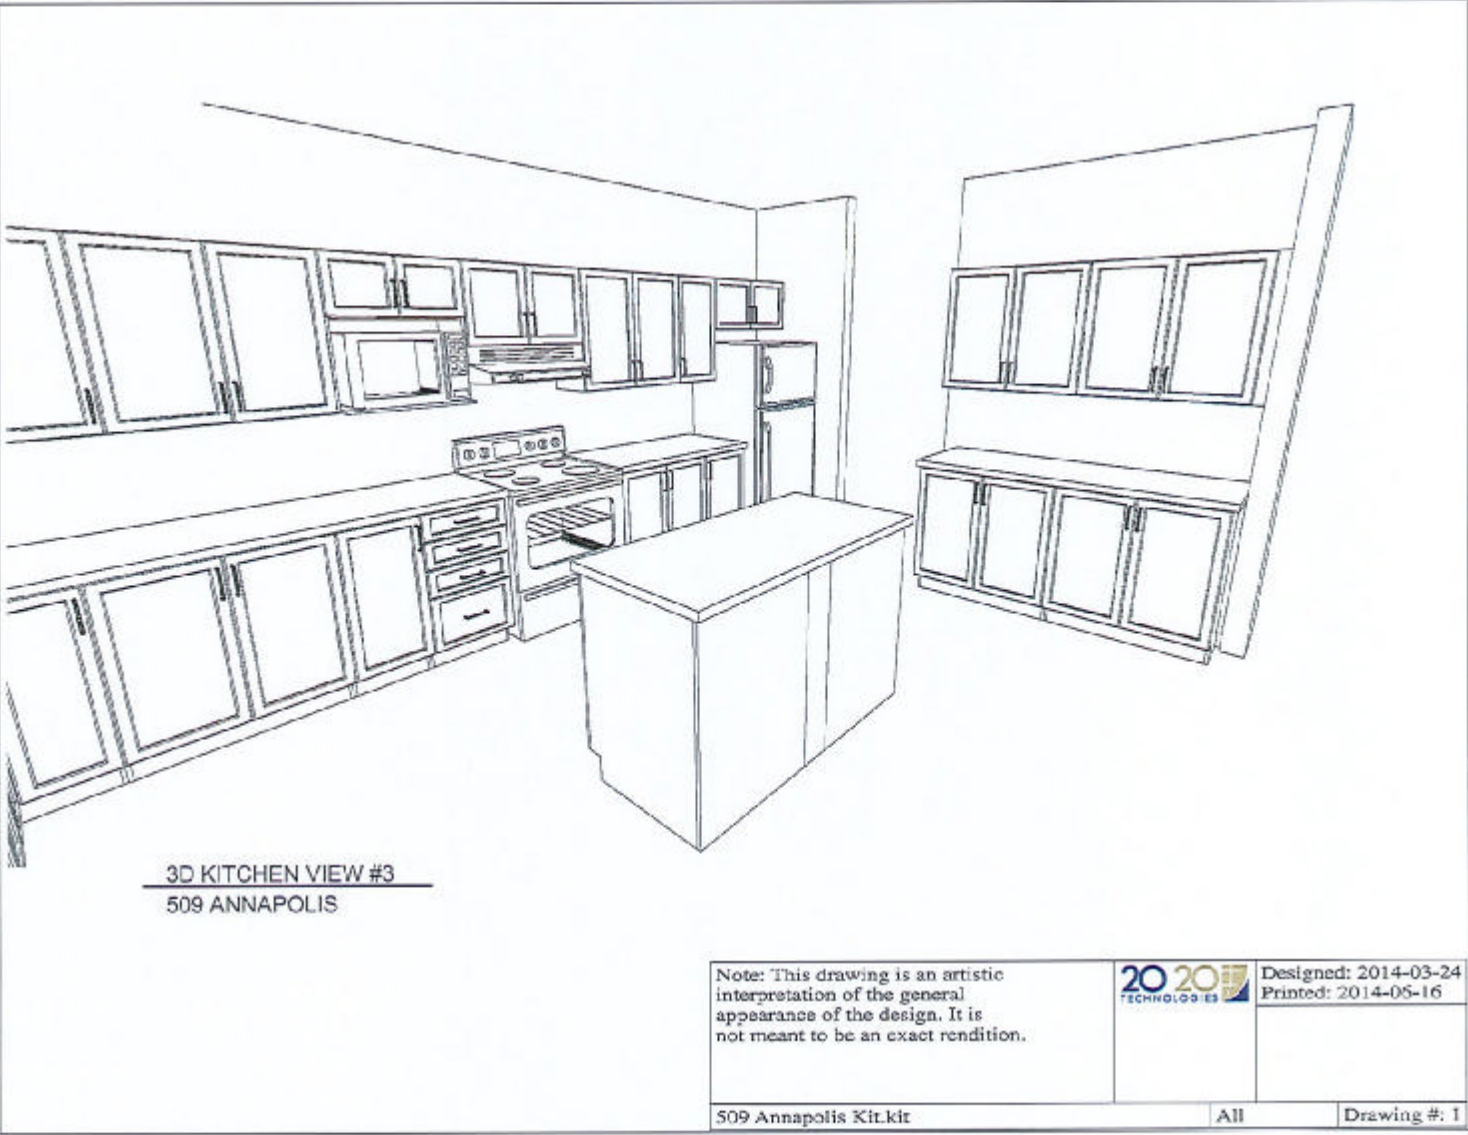 3D KITCHEN VIEW #3
509 ANNAPOLIS
Note: This drawing is an artistic
interpretation of the general
appearance of the design. It is
not meant to be an exact rendition.
20 20
TECHNOLOGIES
Designed: 2014-03-24
Printed: 2014-06-16
509 Annapolis Kit.kit
All
Drawing #: 1